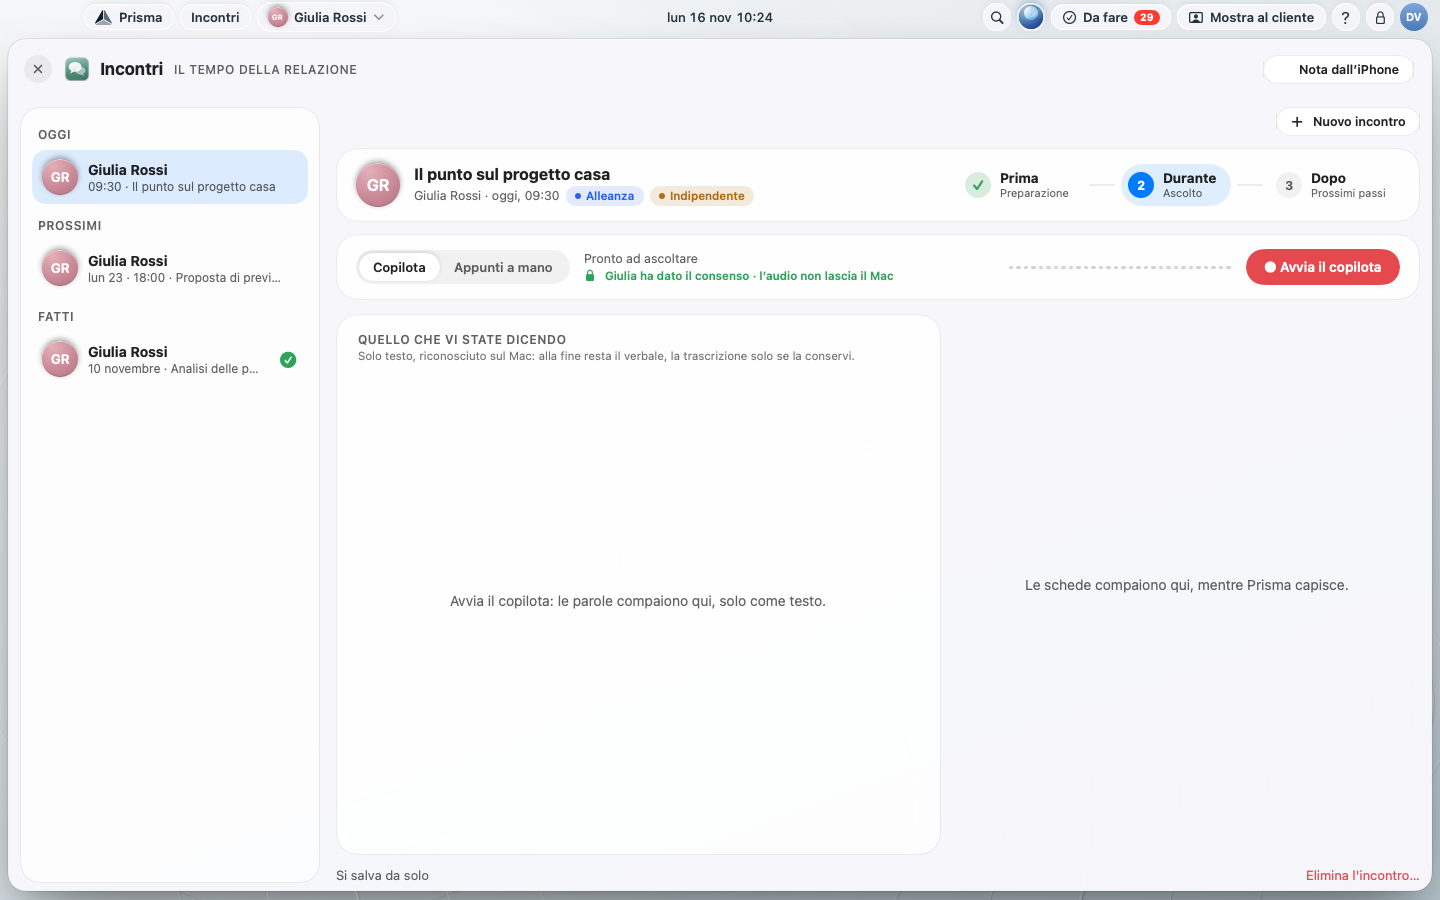 Prisma
Incontri
GR Giulia Rossi
lun 16 nov 10:24
Da fare 29
Mostra al cliente
?
DV
Incontri IL TEMPO DELLA RELAZIONE
Nota dall’iPhone
OGGI
GR
Giulia Rossi
09:30 · Il punto sul progetto casa
PROSSIMI
GR
Giulia Rossi
lun 23 · 18:00 · Proposta di previ...
FATTI
GR
Giulia Rossi
10 novembre · Analisi delle p...
+ Nuovo incontro
GR
Il punto sul progetto casa
Giulia Rossi · oggi, 09:30 Alleanza Indipendente
Prima
Preparazione
2
Durante
Ascolto
3
Dopo
Prossimi passi
Copilota
Appunti a mano
Pronto ad ascoltare
Giulia ha dato il consenso · l’audio non lascia il Mac
Avvia il copilota
QUELLO CHE VI STATE DICENDO
Solo testo, riconosciuto sul Mac: alla fine resta il verbale, la trascrizione solo se la conservi.
Avvia il copilota: le parole compaiono qui, solo come testo.
Le schede compaiono qui, mentre Prisma capisce.
Si salva da solo
Elimina l'incontro...